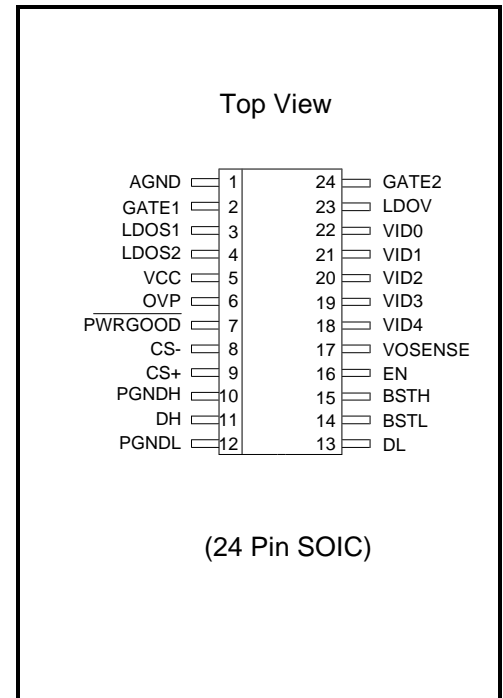 Top View
AGND 1 24 GATE2
GATE1 2 23 LDOV
LDOS1 3 22 VID0
LDOS2 4 21 VID1
VCC 5 20 VID2
OVP 6 19 VID3
PWRGOOD 7 18 VID4
CS- 8 17 VOSENSE
CS+ 9 16 EN
PGNDH 10 15 BSTH
DH 11 14 BSTL
PGNDL 12 13 DL
(24 Pin SOIC)